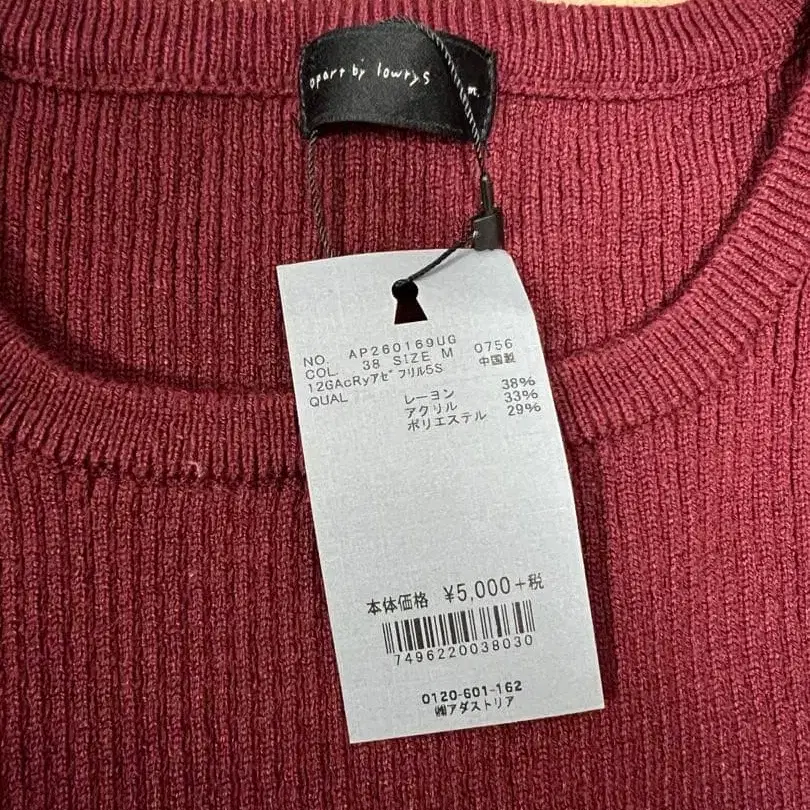 apart by lowrys
m.
NO. AP260169UG
COL. 38 SIZE M 0756
12GAcRyアゼフリル5S 中国製
QUAL レーヨン 38%
アクリル 33%
ポリエステル 29%
本体価格 ¥5,000+税
7496220038030
0120-601-162
㈱アダストリア